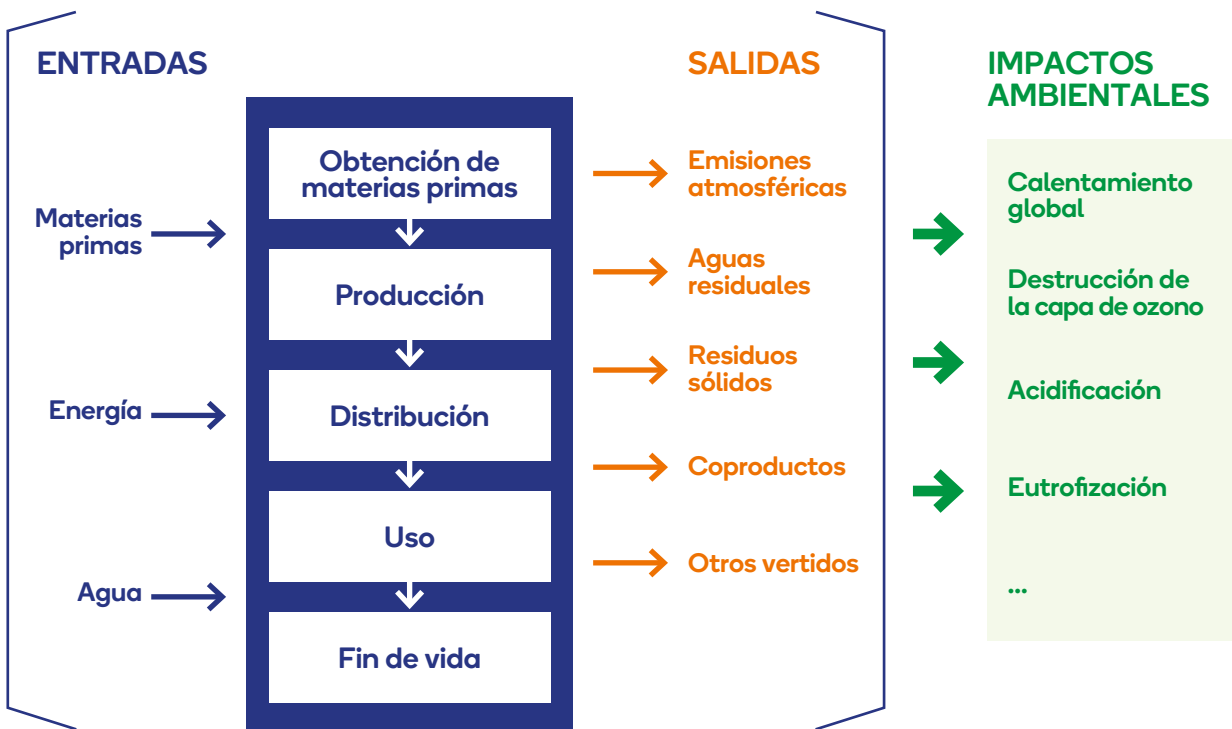 ENTRADAS
Materias
primas
Energía
Agua
Obtención de
materias primas
Producción
Distribución
Uso
Fin de vida
SALIDAS
Emisiones
atmosféricas
Aguas
residuales
Residuos
sólidos
Coproductos
Otros vertidos
IMPACTOS
AMBIENTALES
Calentamiento
global
Destrucción de
la capa de ozono
Acidificación
Eutrofización
...